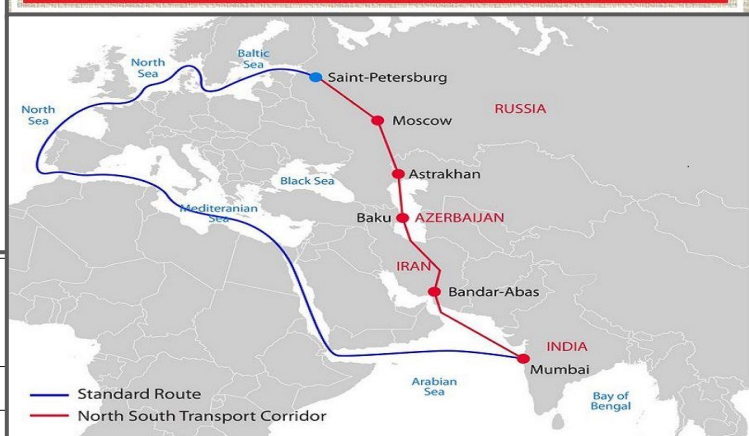 Baltic
Sea
North
Sea
Saint-Petersburg
North
Sea
RUSSIA
Moscow
Astrakhan
Black Sea
Mediteranian
Sea
Baku
AZERBAIJAN
IRAN
Bandar-Abas
INDIA
Mumbai
Arabian
Sea
Bay of
Bengal
Standard Route
North South Transport Corridor